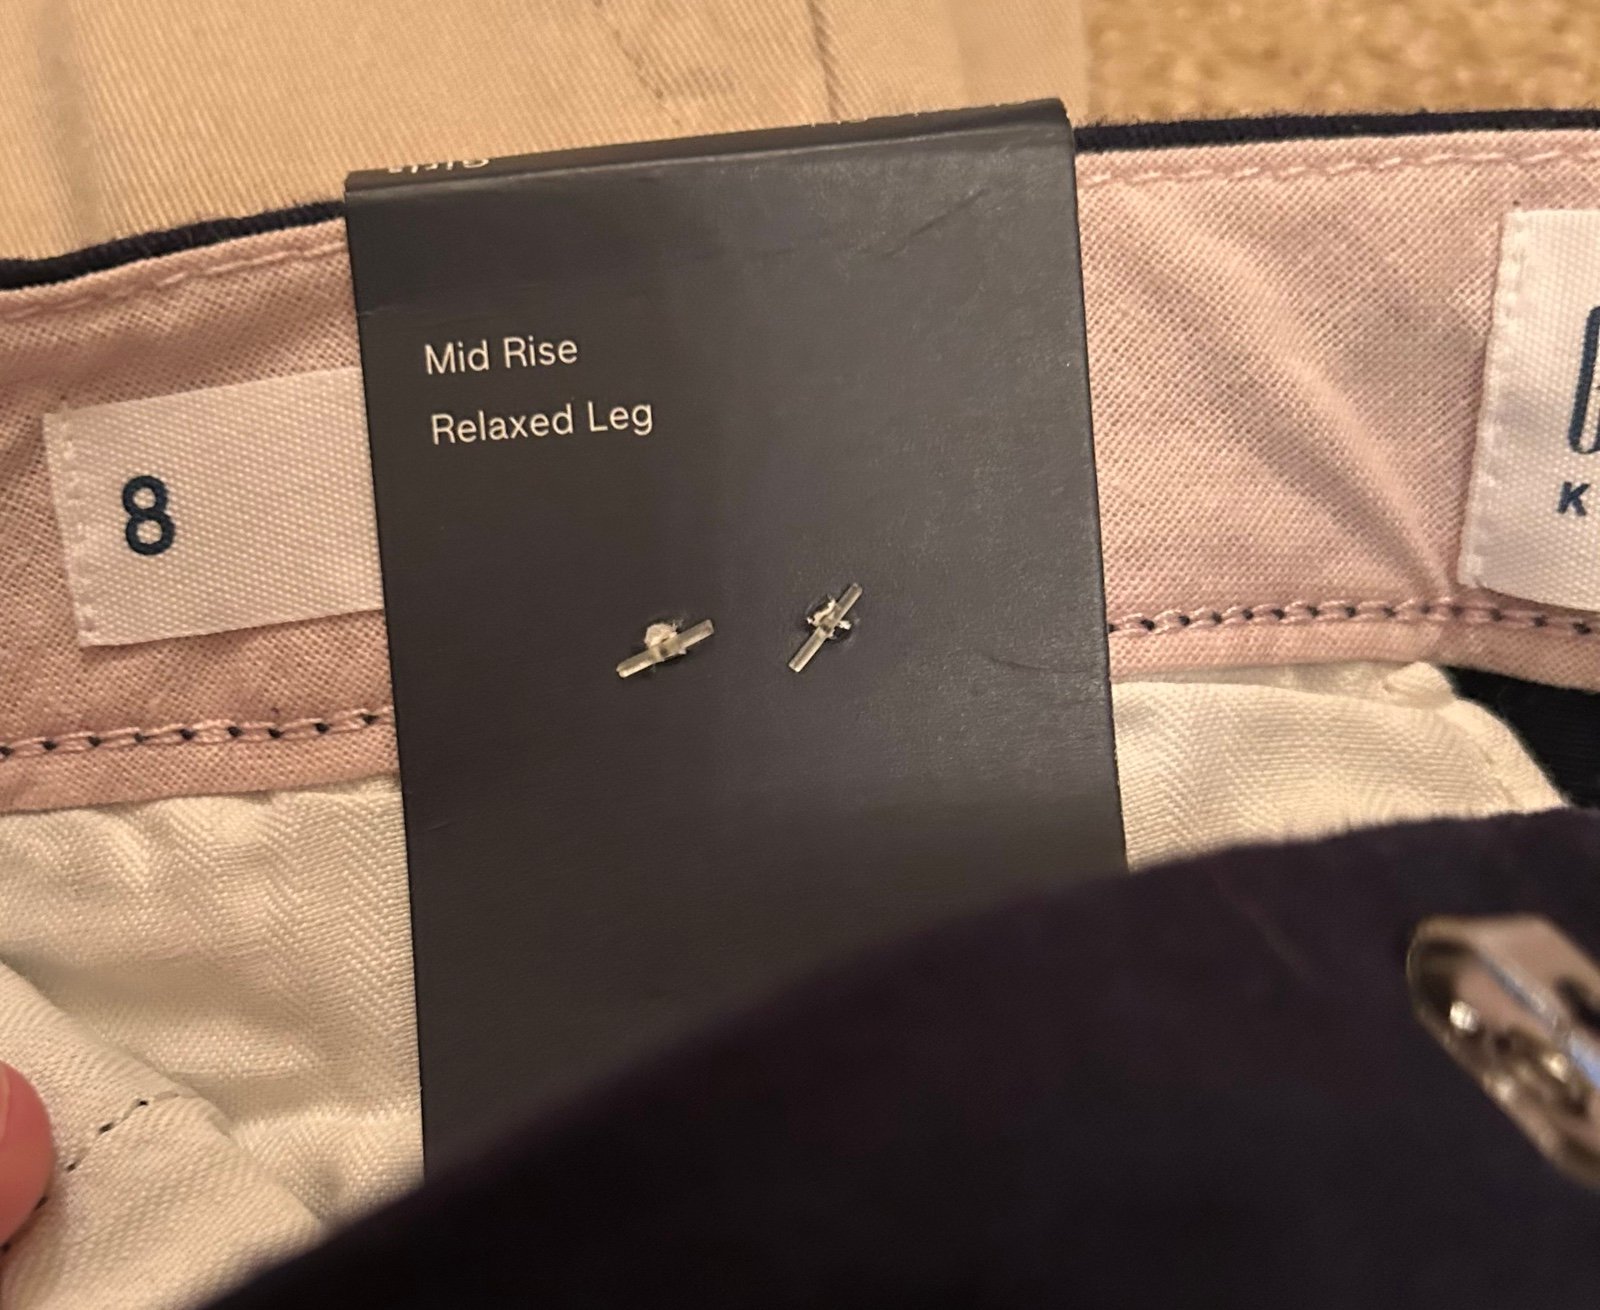 Mid Rise
Relaxed Leg
8
K